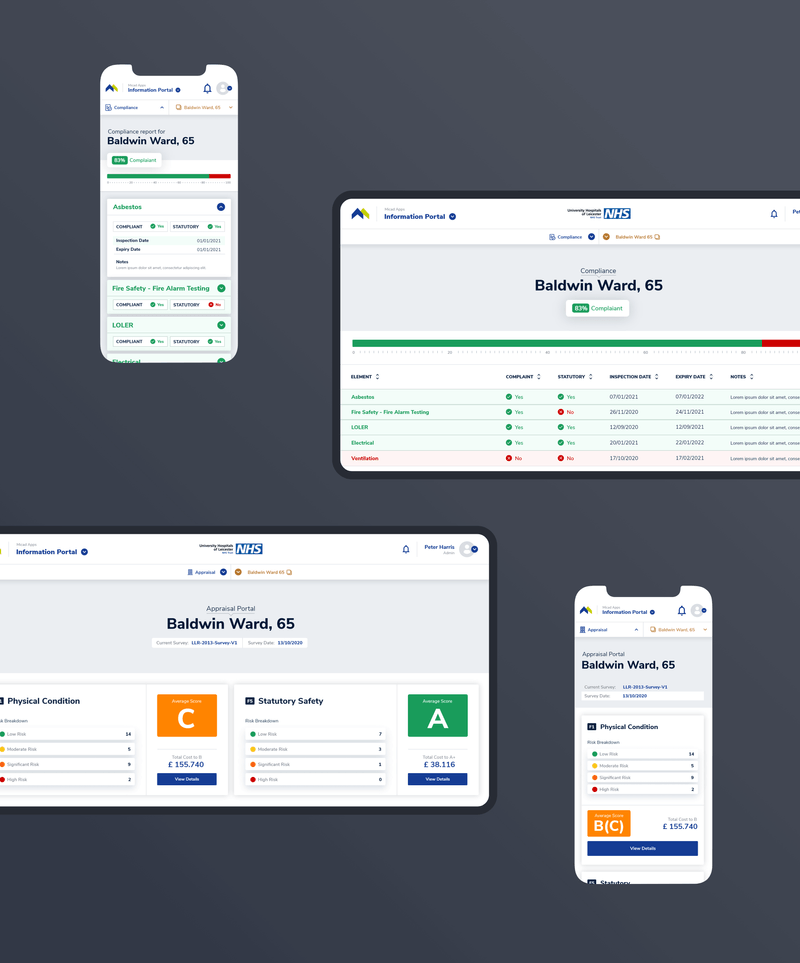 Miced Apps
Information Portal
Compliance
Baldwin Ward, 65
Compliance report for
Baldwin Ward, 65
83% Complaiant
0 20 40 60 80 100
Asbestos
COMPLIANT Yes STATUTORY Yes
Inspection Date 01/01/2021
Expiry Date 01/01/2021
Notes
Lorem ipsum dolor sit amet, consectetur adipiscing elit
Fire Safety - Fire Alarm Testing
COMPLIANT Yes STATUTORY No
LOLER
COMPLIANT Yes STATUTORY Yes
Electrical
Miced Apps
Information Portal
University Hospitals
of Leicester
NHS Trust
NHS
Compliance
Baldwin Ward 65
Compliance
Baldwin Ward, 65
83% Complaiant
0 20 40 60 80
ELEMENT COMPLAINT STATUTORY INSPECTION DATE EXPIRY DATE NOTES
Asbestos Yes Yes 07/01/2021 07/01/2022 Lorem ipsum dolor sit amet, conse
Fire Safety - Fire Alarm Testing Yes No 26/11/2020 24/11/2021 Lorem ipsum dolor sit amet, conse
LOLER Yes Yes 12/09/2020 12/09/2021 Lorem ipsum dolor sit amet, conse
Electrical Yes Yes 20/01/2021 22/01/2022 Lorem ipsum dolor sit amet, conse
Ventilation No No 17/10/2020 17/02/2021 Lorem ipsum dolor sit amet, conse
Miced Apps
Information Portal
University Hospitals
of Leicester
NHS Trust
NHS
Peter Harris
Admin
Appraisal
Baldwin Ward 65
Appraisal Portal
Baldwin Ward, 65
Current Survey: LLR-2013-Survey-V1 Survey Date: 13/10/2020
Physical Condition
Risk Breakdown:
Low Risk 14
Moderate Risk 5
Significant Risk 9
High Risk 2
Average Score
C
Total Cost to B
£ 155.740
View Details
FS Statutory Safety
Risk Breakdown:
Low Risk 7
Moderate Risk 3
Significant Risk 1
High Risk 0
Average Score
A
Total Cost to A+
£ 38.116
View Details
Miced Apps
Information Portal
Appraisal
Baldwin Ward, 65
Appraisal Portal
Baldwin Ward, 65
Current Survey: LLR-2013-Survey-V1
Survey Date: 13/10/2020
FS Physical Condition
Risk Breakdown:
Low Risk 14
Moderate Risk 5
Significant Risk 9
High Risk 2
Average Score
B(C)
Total Cost to B
£ 155.740
View Details
FS Statutory